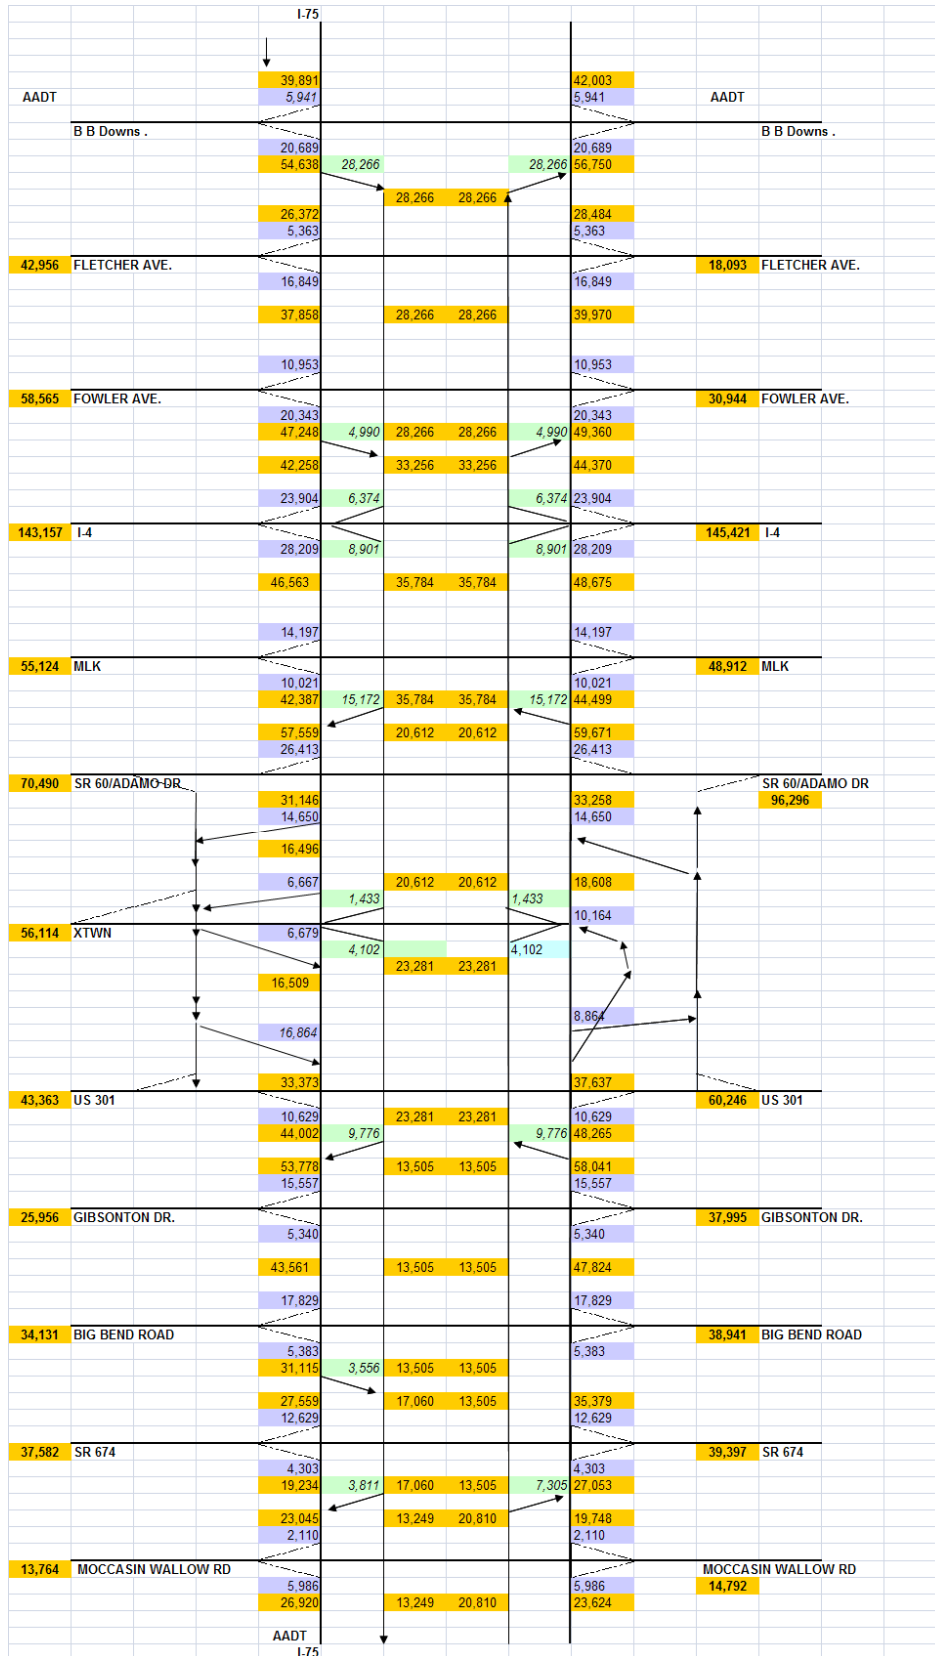 I-75
39,891 42,003
AADT 5,941 5,941 AADT
B B Downs . B B Downs .
20,689 20,689
54,638 28,266 28,266 56,750
28,266 28,266
26,372 28,484
5,363 5,363
42,956 FLETCHER AVE. 18,093 FLETCHER AVE.
16,849 16,849
37,858 28,266 28,266 39,970
10,953 10,953
58,565 FOWLER AVE. 30,944 FOWLER AVE.
20,343 20,343
47,248 4,990 28,266 28,266 4,990 49,360
42,258 33,256 33,256 44,370
23,904 6,374 6,374 23,904
143,157 I-4 145,421 I-4
28,209 8,901 8,901 28,209
46,563 35,784 35,784 48,675
14,197 14,197
55,124 MLK 48,912 MLK
10,021 10,021
42,387 15,172 35,784 35,784 15,172 44,499
57,559 20,612 20,612 59,671
26,413 26,413
70,490 SR 60/ADAMO DR SR 60/ADAMO DR
31,146 33,258 96,296
14,650 14,650
16,496
6,667 20,612 20,612 18,608
1,433 1,433
10,164
56,114 XTWN 6,679
4,102 4,102
23,281 23,281
16,509
8,864
16,864
33,373 37,637
43,363 US 301 60,246 US 301
10,629 23,281 23,281 10,629
44,002 9,776 9,776 48,265
53,778 13,505 13,505 58,041
15,557 15,557
25,956 GIBSONTON DR. 37,995 GIBSONTON DR.
5,340 5,340
43,561 13,505 13,505 47,824
17,829 17,829
34,131 BIG BEND ROAD 38,941 BIG BEND ROAD
5,383 5,383
31,115 3,556 13,505 13,505
27,559 17,060 13,505 35,379
12,629 12,629
37,582 SR 674 39,397 SR 674
4,303 4,303
19,234 3,811 17,060 13,505 7,305 27,053
23,045 13,249 20,810 19,748
2,110 2,110
13,764 MOCCASIN WALLOW RD MOCCASIN WALLOW RD
5,986 5,986 14,792
26,920 13,249 20,810 23,624
AADT
I-75